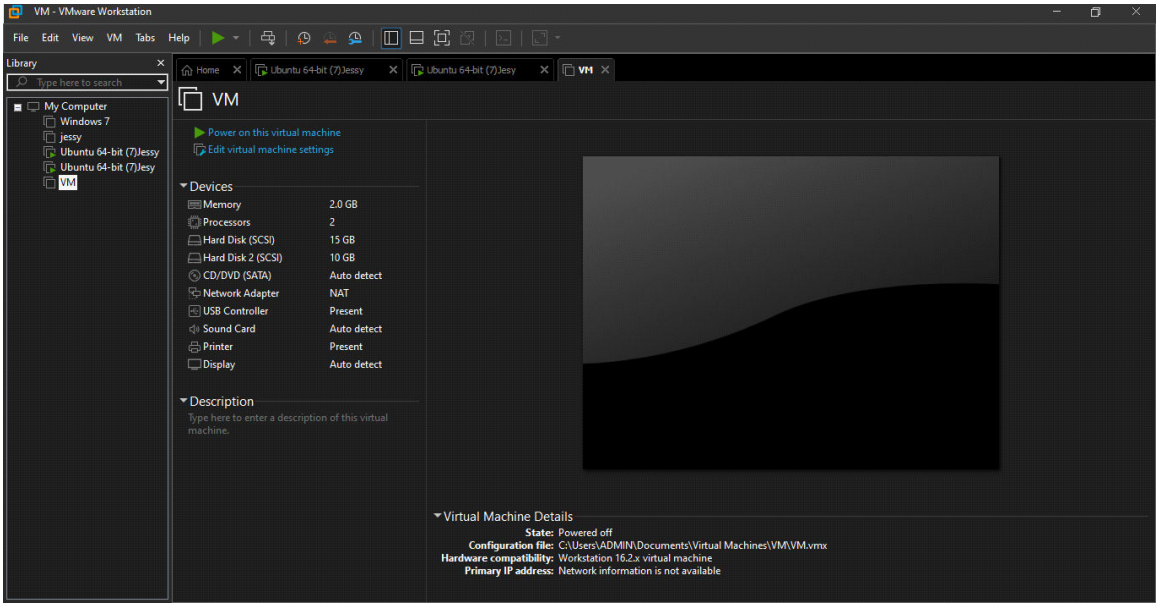 VM - VMware Workstation
File Edit View VM Tabs Help
Library
Type here to search
My Computer
Windows 7
jessy
Ubuntu 64-bit (7)Jessy
Ubuntu 64-bit (7)Jesy
VM
Home Ubuntu 64-bit (7)Jessy Ubuntu 64-bit (7)Jesy VM
VM
Power on this virtual machine
Edit virtual machine settings
Devices
Memory 2.0 GB
Processors 2
Hard Disk (SCSI) 15 GB
Hard Disk 2 (SCSI) 10 GB
CD/DVD (SATA) Auto detect
Network Adapter NAT
USB Controller Present
Sound Card Auto detect
Printer Present
Display Auto detect
Description
Type here to enter a description of this virtual
machine.
Virtual Machine Details
State: Powered off
Configuration file: C:\Users\ADMIN\Documents\Virtual Machines\VM\VM.vmx
Hardware compatibility: Workstation 16.2.x virtual machine
Primary IP address: Network information is not available